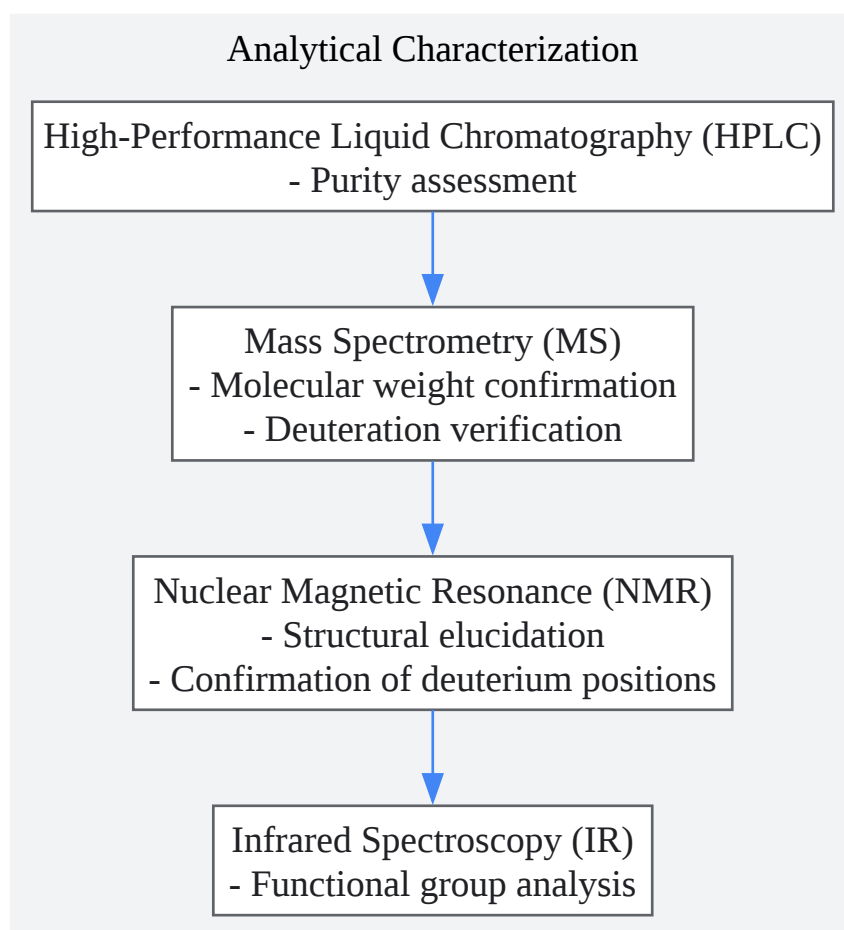 Analytical Characterization
High-Performance Liquid Chromatography (HPLC)
- Purity assessment
Mass Spectrometry (MS)
- Molecular weight confirmation
- Deuteration verification
Nuclear Magnetic Resonance (NMR)
- Structural elucidation
- Confirmation of deuterium positions
Infrared Spectroscopy (IR)
- Functional group analysis